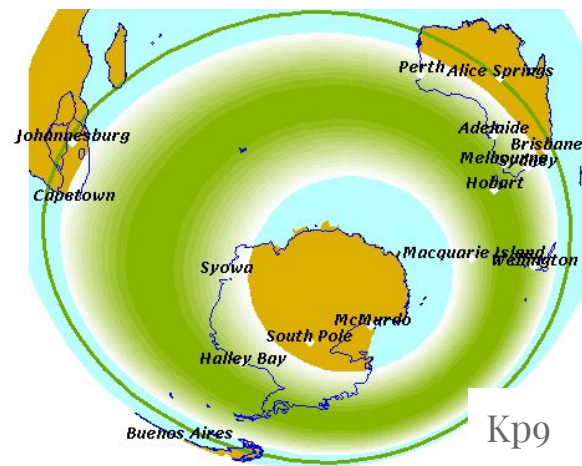 Perth Alice Springs
Johannesburg
Adelaide
Brisbane
Melbourne
Sydney
Hobart
Capetown
Macquarie Island
Wellington
Syowa
McMurdo
South Pole
Halley Bay
Buenos Aires
Kp9